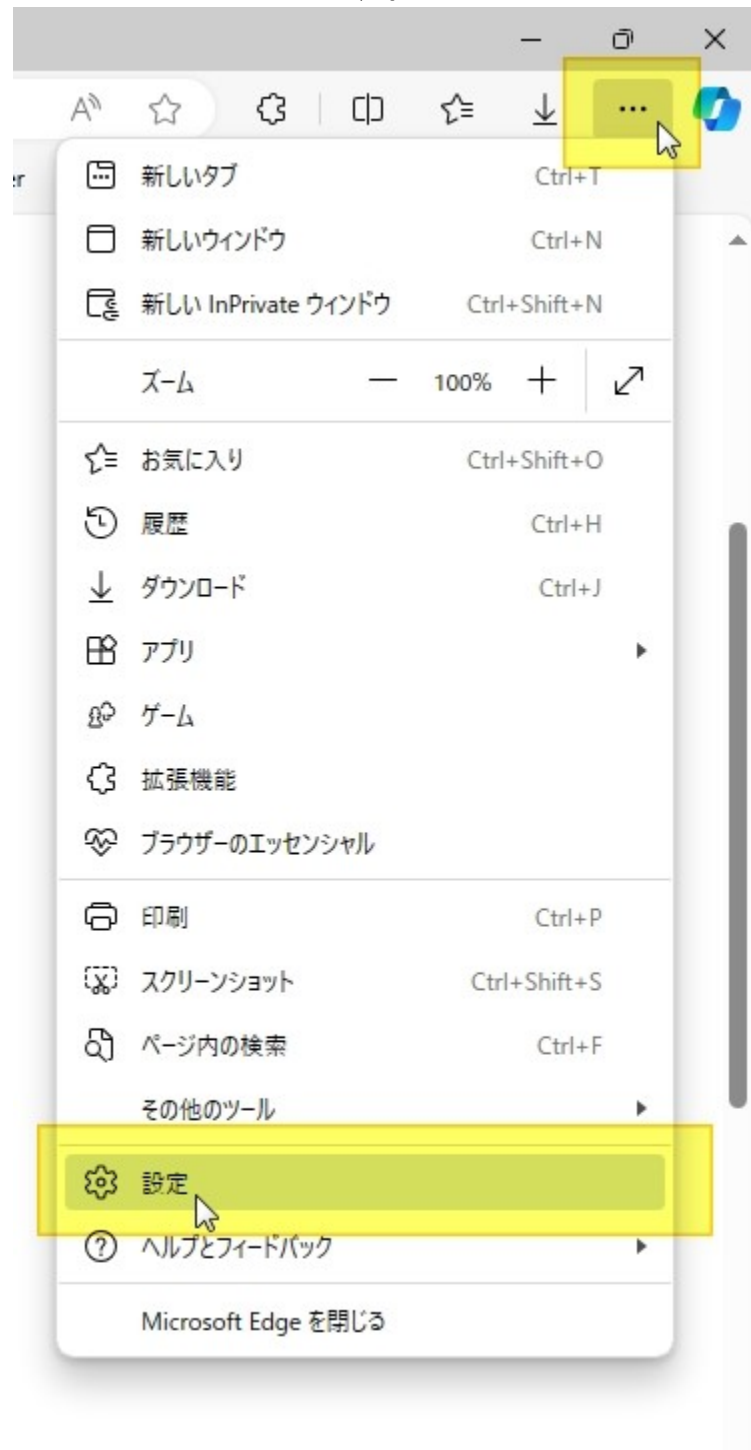 er
新しいタブ Ctrl+T
新しいウィンドウ Ctrl+N
新しい InPrivate ウィンドウ Ctrl+Shift+N
ズーム 100%
お気に入り Ctrl+Shift+O
履歴 Ctrl+H
ダウンロード Ctrl+J
アプリ
ゲーム
拡張機能
ブラウザーのエッセンシャル
印刷 Ctrl+P
スクリーンショット Ctrl+Shift+S
ページ内の検索 Ctrl+F
その他のツール
設定
ヘルプとフィードバック
Microsoft Edge を閉じる